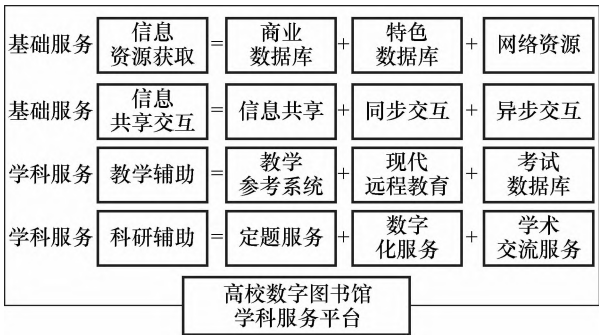 基础服务 信息资源获取 = 商业数据库 + 特色数据库 + 网络资源
基础服务 信息共享交互 = 信息共享 + 同步交互 + 异步交互
学科服务 教学辅助 = 教学参考系统 + 现代远程教育 + 考试数据库
学科服务 科研辅助 = 定题服务 + 数字化服务 + 学术交流服务
高校数字图书馆
学科服务平台